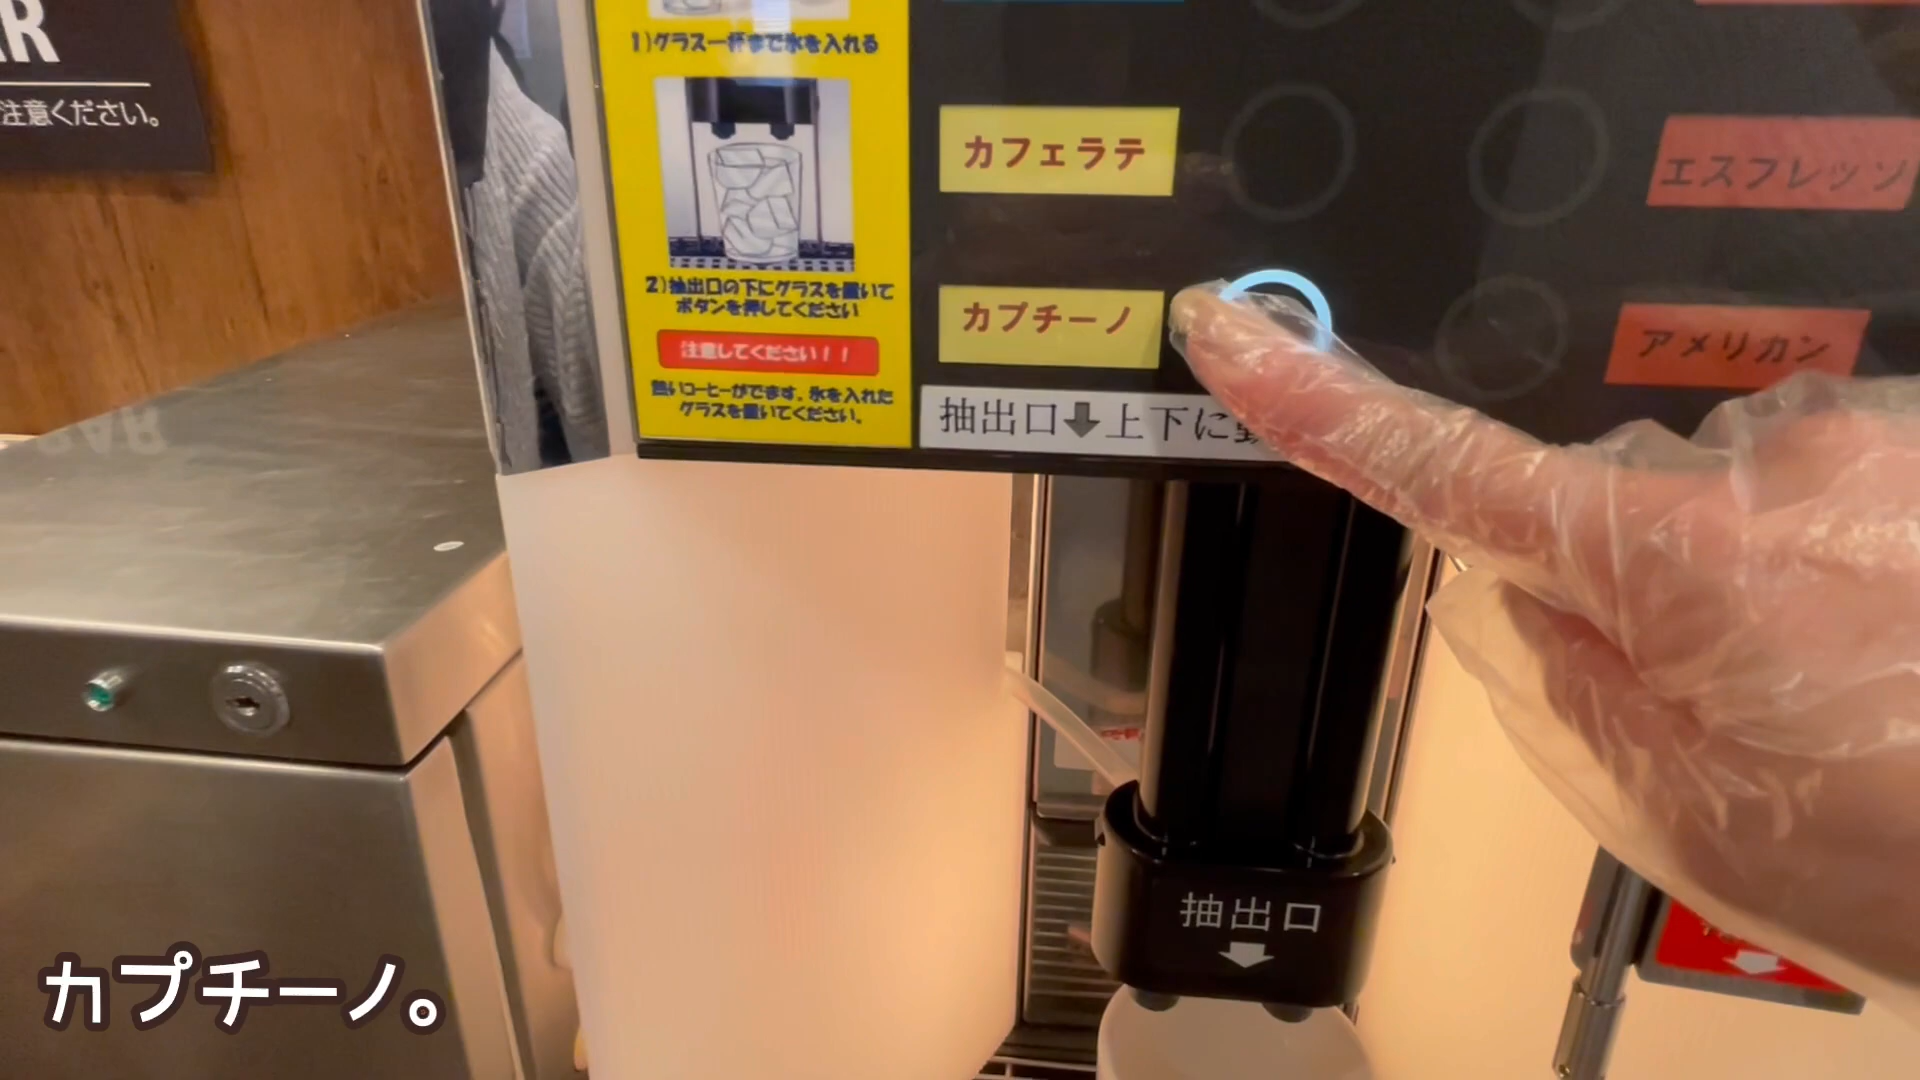 AR
注意ください。
1)グラス一杯まで氷を入れる
2)抽出口の下にグラスを置いて
ボタンを押してください
注意してください！！
熱いコーヒーがでます。氷を入れた
グラスを置いてください。
カフェラテ
エスプレッソ
カプチーノ
アメリカン
抽出口⬇上下に動
BAR
抽出口
カプチーノ。